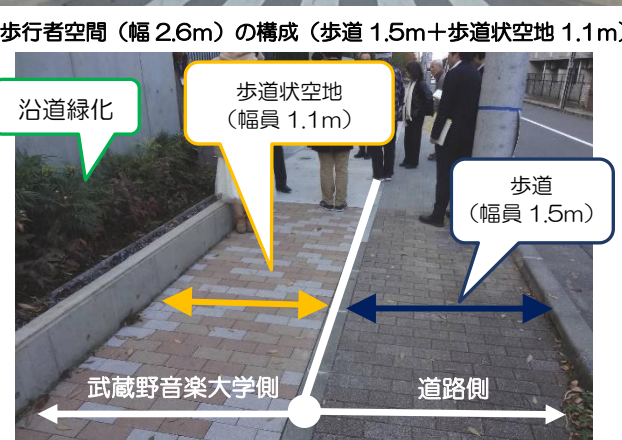 歩行者空間（幅 2.6m）の構成（歩道 1.5m＋歩道状空地 1.1m）
沿道緑化
歩道状空地
（幅員 1.1m）
歩道
（幅員 1.5m）
武蔵野音楽大学側
道路側